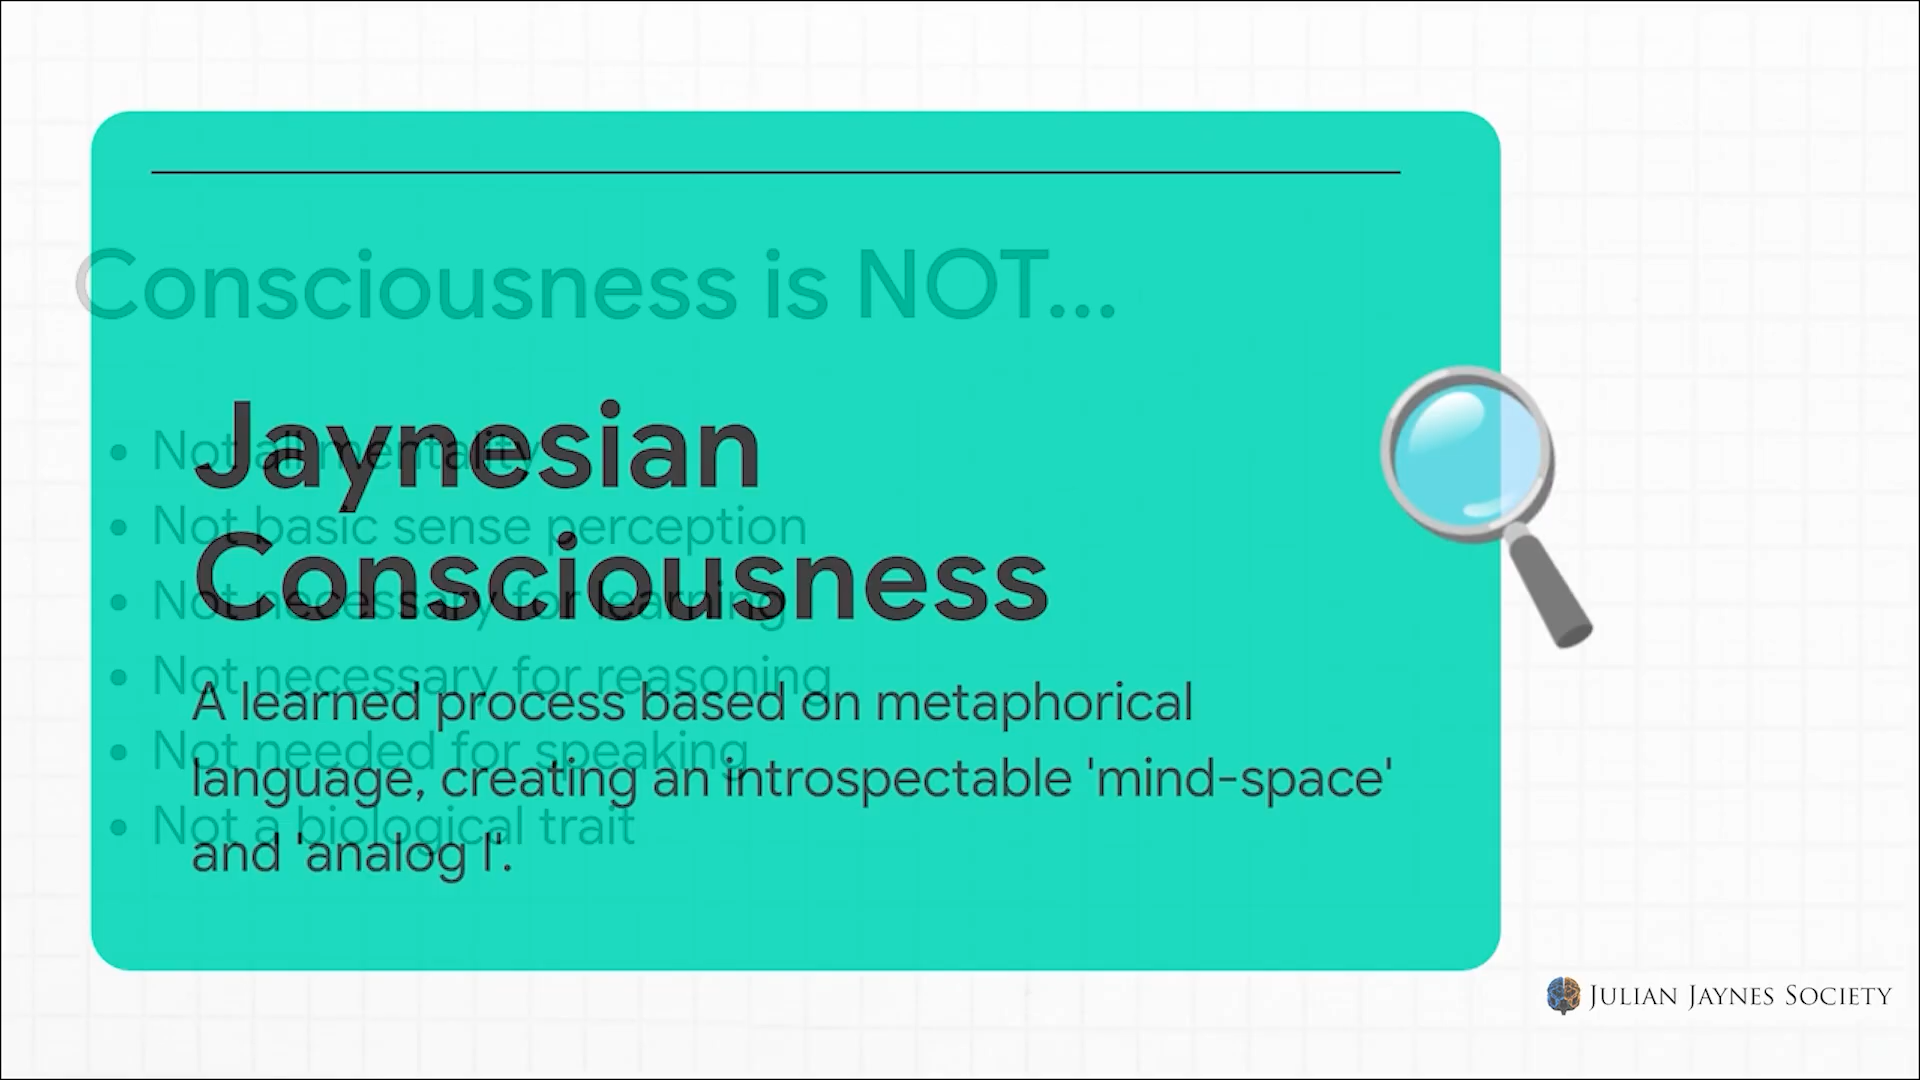 Consciousness is NOT...
Jaynesian
Consciousness
• Not all mentality
• Not basic sense perception
• Not necessary for learning
• Not necessary for reasoning
• Not needed for speaking
• Not a biological trait
A learned process based on metaphorical
language, creating an introspectable 'mind-space'
and 'analog I'.
JULIAN JAYNES SOCIETY